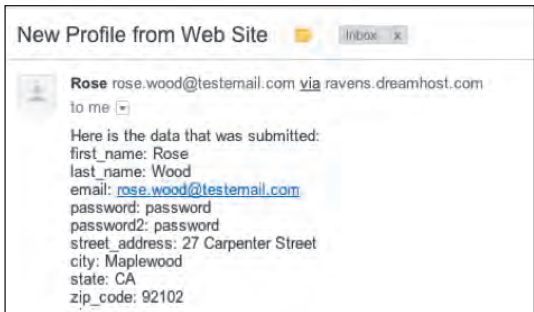 New Profile from Web Site Inbox x
Rose rose.wood@testemail.com via ravens.dreamhost.com
to me
Here is the data that was submitted:
first_name: Rose
last_name: Wood
email: rose.wood@testemail.com
password: password
password2: password
street_address: 27 Carpenter Street
city: Maplewood
state: CA
zip_code: 92102